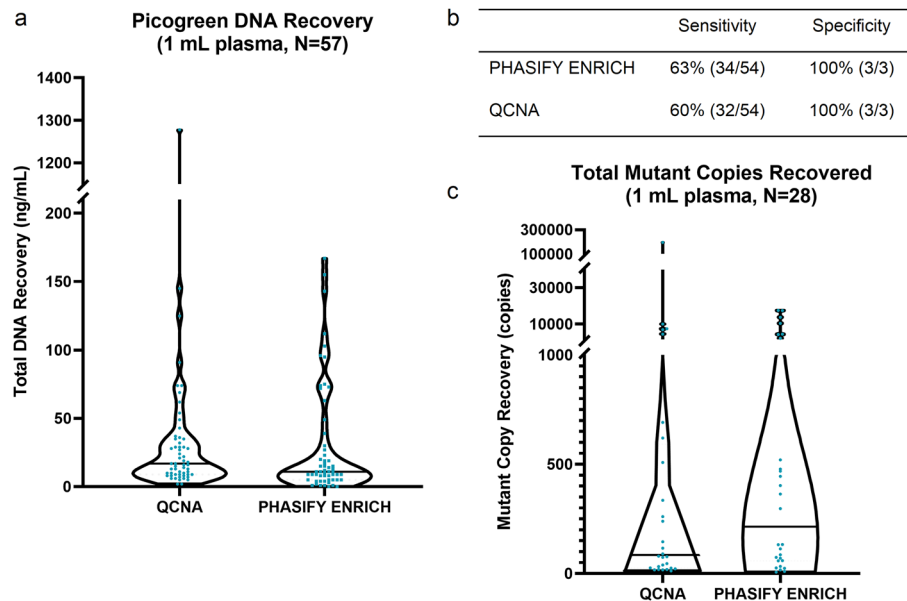 a
Picogreen DNA Recovery
(1 mL plasma, N=57)
Total DNA Recovery (ng/mL)
1400
1300
1200
200
150
100
50
0
QCNA PHASIFY ENRICH
b
Sensitivity Specificity
PHASIFY ENRICH 63% (34/54) 100% (3/3)
QCNA 60% (32/54) 100% (3/3)
c
Total Mutant Copies Recovered
(1 mL plasma, N=28)
Mutant Copy Recovery (copies)
300000
100000
30000
10000
1000
500
0
QCNA PHASIFY ENRICH